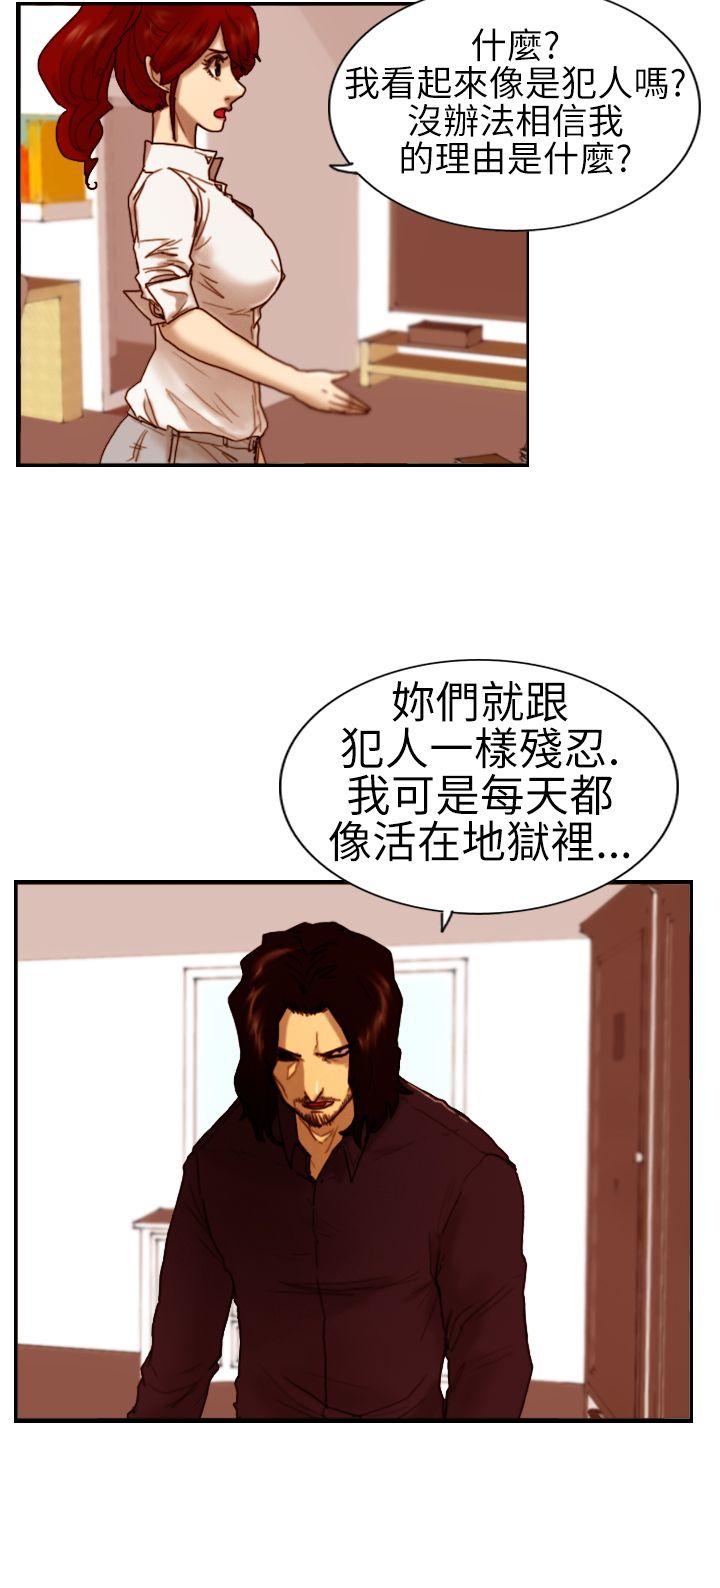 什麼?
我看起來像是犯人嗎?
沒辦法相信我
的理由是什麼?
妳們就跟
犯人一樣殘忍.
我可是每天都
像活在地獄裡...